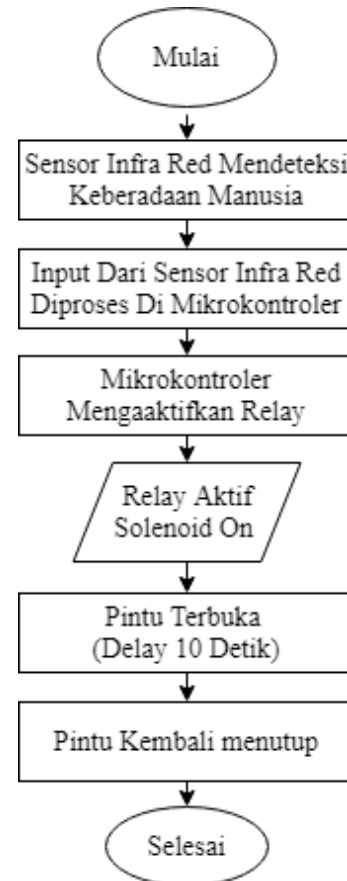 Mulai
Sensor Infra Red Mendeteksi
Keberadaan Manusia
Input Dari Sensor Infra Red
Diproses Di Mikrokontroler
Mikrokontroler
Mengaaktifkan Relay
Relay Aktif
Solenoid On
Pintu Terbuka
(Delay 10 Detik)
Pintu Kembali menutup
Selesai